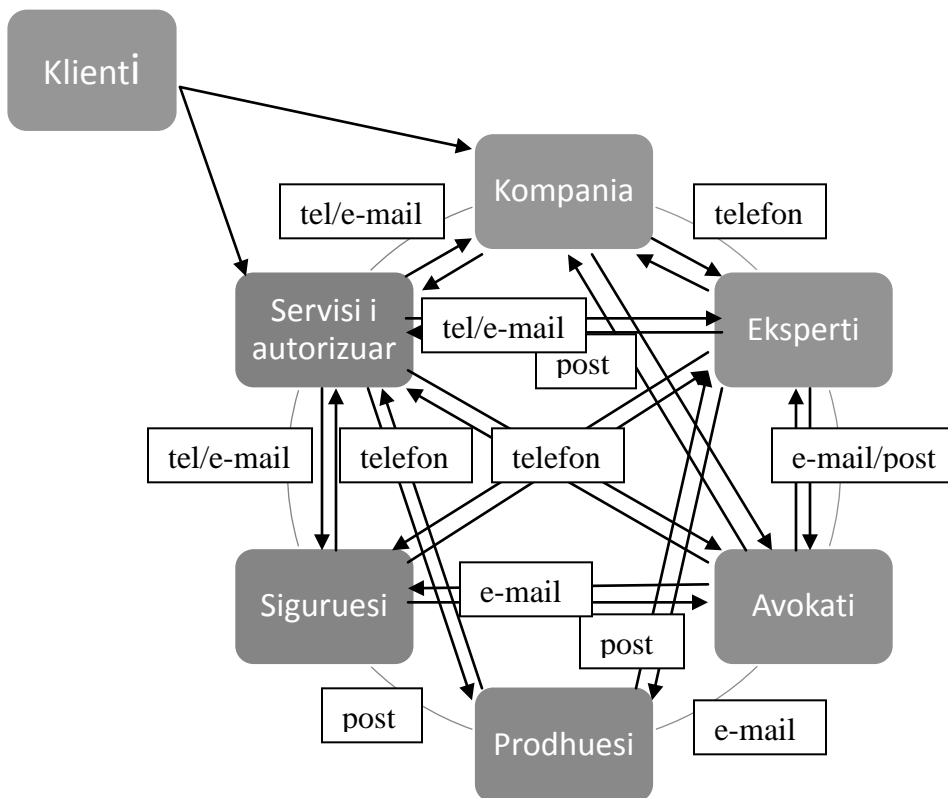 Klienti
Kompania
tel/e-mail
telefon
Servisi i
autorizuar
tel/e-mail
Eksperti
post
tel/e-mail
telefon
telefon
e-mail/post
Siguruesi
e-mail
Avokati
post
post
Prodhuesi
e-mail